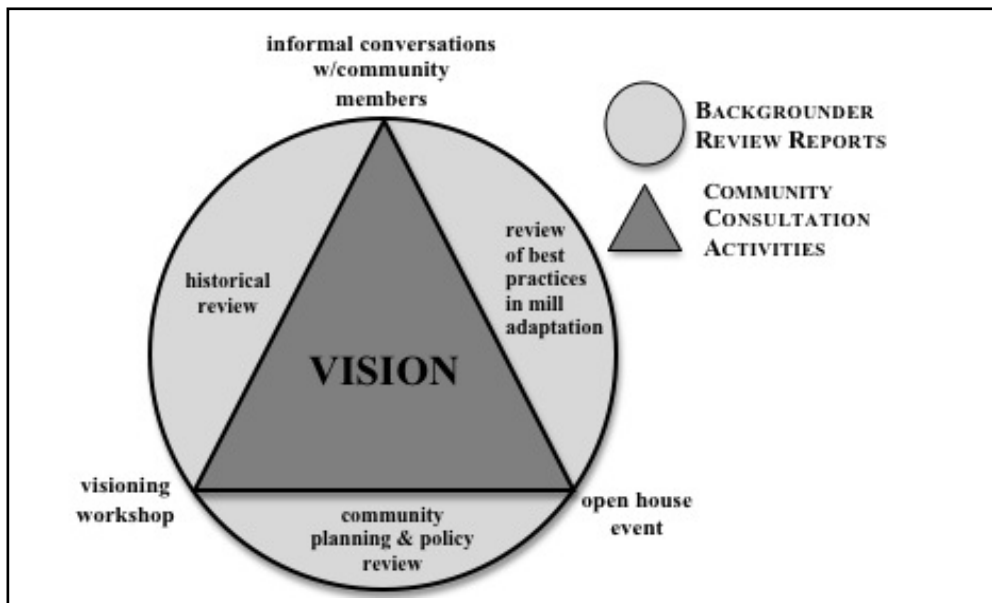 informal conversations
w/community
members
BACKGROUNDER
REVIEW REPORTS
COMMUNITY
CONSULTATION
ACTIVITIES
review
of best
practices
in mill
adaptation
historical
review
VISION
visioning
workshop
community
planning & policy
review
open house
event